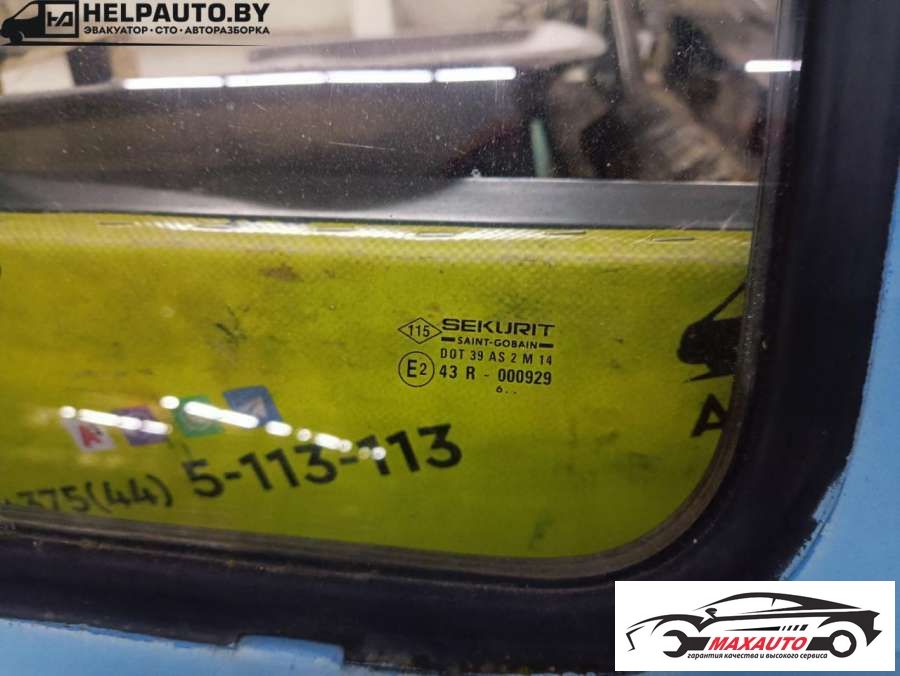 HELPAUTO.BY
ЭВАКУАТОР • СТО • АВТОРАЗБОРКА
115 SEKURIT
SAINT-GOBAIN
DOT 39 AS 2 M 14
E2 43 R - 000929
6..
375(44) 5-113-113
MAXAUTO
гарантия качества и высокого сервиса